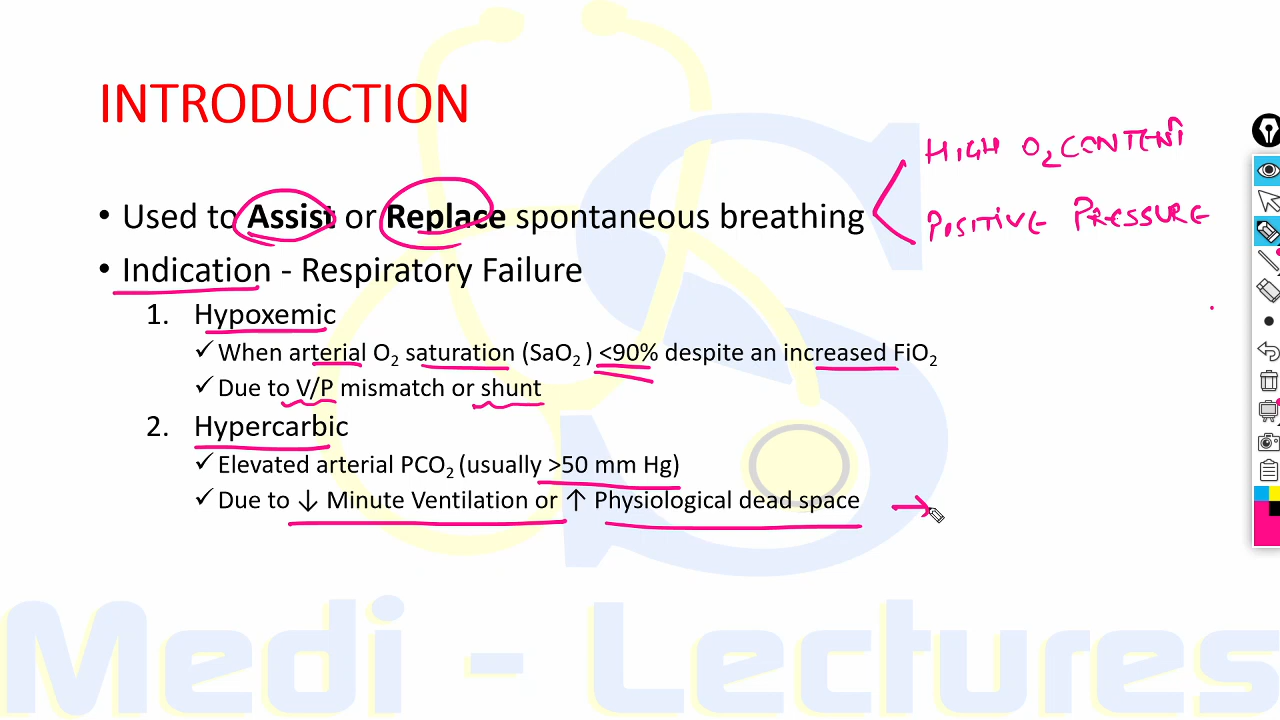 INTRODUCTION
HIGH O2 CONTENT
• Used to Assist or Replace spontaneous breathing
POSITIVE PRESSURE
• Indication - Respiratory Failure
1. Hypoxemic
✓ When arterial O₂ saturation (SaO₂ ) <90% despite an increased FiO₂
✓ Due to V/P mismatch or shunt
2. Hypercarbic
✓ Elevated arterial PCO₂ (usually >50 mm Hg)
✓ Due to ↓ Minute Ventilation or ↑ Physiological dead space
Medi - Lectures